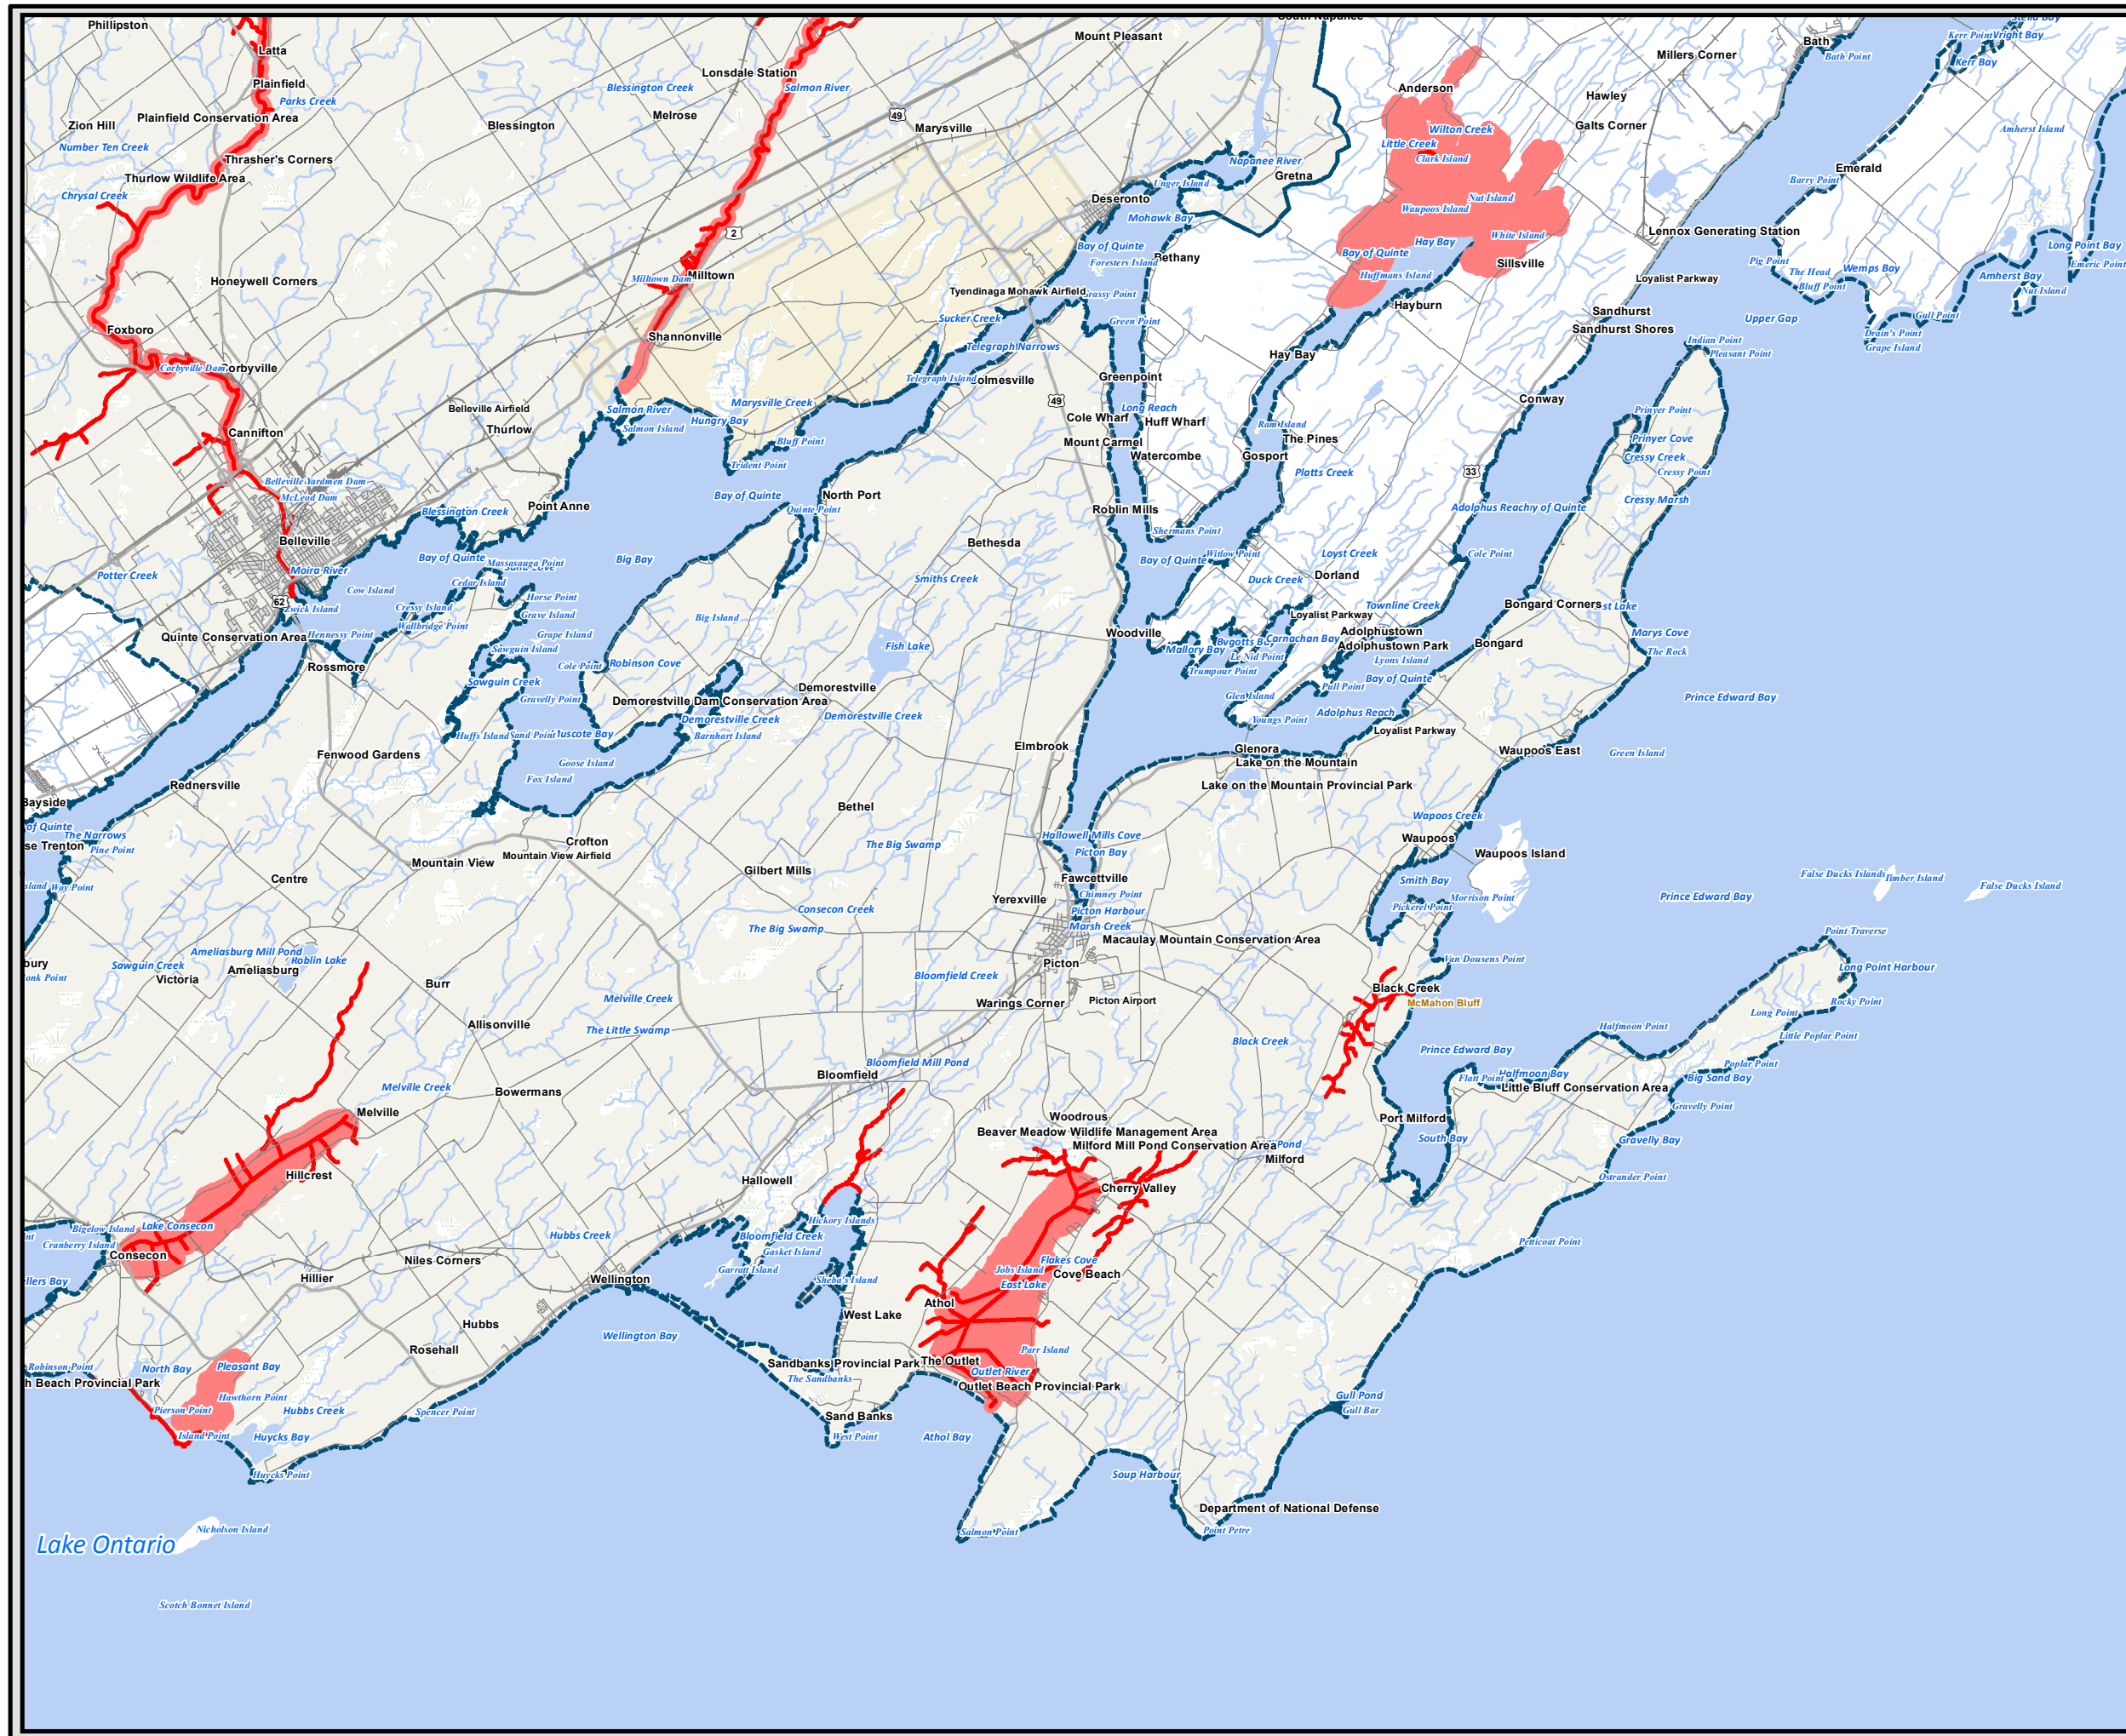 Phillipston
Latta
Plainfield
Parks Creek
Plainfield Conservation Area
Zion Hill
Number Ten Creek
Thrasher's Corners
Thurlow Wildlife Area
Chrysal Creek
Honeywell Corners
Foxboro
Corbyville Dam
Cannifton
Belleville Yardmen Dam
McLeod Dam
Belleville
Moira River
Potter Creek
62
Zwick Island
Quinte Conservation Area
Hennessy Point
Rossmore
Blessington Creek
Melrose
Blessington
Lonsdale Station
Salmon River
49
Marysville
Mount Pleasant
2
Milltown
Milltown Dam
Shannonville
Belleville Airfield
Thurlow
Salmon River
Salmon Island
Hungry Bay
Marysville Creek
Bluff Point
Trident Point
Point Anne
Blessington Creek
Bay of Quinte
Massasauga Point
Cedar Island
Cow Island
Cressy Island
Wallbridge Point
Horse Point
Grave Island
Grape Island
Sawguin Island
Sawguin Creek
Gravelly Point
Cole Point
Robinson Cove
Big Bay
Big Island
Bay of Quinte
Quinte Point
North Port
Deseronto
Mohawk Bay
Unger Island
Napanee River
Gretna
Bay of Quinte
Foresters Island
Bethany
Tyendinaga Mohawk Airfield
Green Point
Sucker Creek
Telegraph Narrows
Telegraph Island
Greenpoint
49
Cole Wharf
Long Reach
Huff Wharf
Mount Carmel
Watercombe
Roblin Mills
Shermans Point
Bethesda
Smiths Creek
Bay of Quinte
Woodville
Fish Lake
Demorestville
Demorestville Dam Conservation Area
Demorestville Creek
Demorestville Creek
Barnhart Island
Huffs Island
Sand Point
Goose Island
Fox Island
Elmbrook
Fenwood Gardens
Rednersville
Bayside
The Narrows
Pine Point
Way Point
Anderson
Wilton Creek
Little Creek
Clark Island
Nut Island
Waupoos Island
White Island
Hay Bay
Bay of Quinte
Huffmans Island
Sillsville
Hayburn
Hay Bay
Ram Island
The Pines
Gosport
Platts Creek
Witlow Point
Loyst Creek
Duck Creek
Dorland
Townline Creek
Loyalist Parkway
Adolphustown
Adolphustown Park
Carnachan Bay
Mallory Bay
Le Nid Point
Trumpour Point
Lyons Island
Pull Point
Bay of Quinte
Glen Island
Youngs Point
Adolphus Reach
Loyalist Parkway
Millers Corner
Bath
Bath Point
Hawley
Galts Corner
Kerr Point
Kerr Bay
Amherst Island
Emerald
Barry Point
Lennox Generating Station
Loyalist Parkway
Pig Point
The Head
Bluff Point
Wemps Bay
Amherst Bay
Nut Island
Long Point Bay
Emeric Point
Gull Point
Drain's Point
Grape Island
Upper Gap
Sandhurst
Sandhurst Shores
Indian Point
Pleasant Point
Conway
33
Prinyer Point
Prinyer Cove
Cressy Creek
Cressy Point
Cressy Marsh
Cole Point
Bongard Corners
Bongard
Marys Cove
The Rock
Prince Edward Bay
Green Island
Waupoos East
Glenora
Lake on the Mountain
Lake on the Mountain Provincial Park
Wapoos Creek
Waupoos
Waupoos Island
Smith Bay
Morrison Point
Pickerel Point
Prince Edward Bay
False Ducks Islands
Timber Island
False Ducks Island
Point Traverse
Long Point Harbour
Rocky Point
Long Point
Little Poplar Point
Poplar Point
Big Sand Bay
Halfmoon Point
Halfmoon Bay
Flatt Point
Little Bluff Conservation Area
Gravelly Point
Gravelly Bay
Ostrander Point
Petticoat Point
Van Dousens Point
Black Creek
McMahon Bluff
Prince Edward Bay
Black Creek
Port Milford
South Bay
Milford
Hallowell Mills Cove
Picton Bay
Fawcettville
Chimney Point
Yerexville
Picton Harbour
Marsh Creek
Macaulay Mountain Conservation Area
Picton
Warings Corner
Picton Airport
Bethel
The Big Swamp
Gilbert Mills
Consecon Creek
The Big Swamp
Bloomfield Creek
Crofton
Mountain View Airfield
Mountain View
Centre
Ameliasburg Mill Pond
Roblin Lake
Ameliasburg
Sawguin Creek
Victoria
Burr
Melville Creek
Allisonville
The Little Swamp
Bloomfield Mill Pond
Bloomfield
Melville Creek
Bowermans
Melville
Hillcrest
Woodrous
Beaver Meadow Wildlife Management Area
Milford Mill Pond Conservation Area
Cherry Valley
Hallowell
Hickory Islands
Bloomfield Creek
Gasket Island
Garratt Island
Sheba's Island
West Lake
Hubbs Creek
Niles Corners
Wellington
Wellington Bay
Bigelow Island
Lake Consecon
Cranberry Island
Consecon
Hillier
Hubbs
Rosehall
Robinson Point
North Bay
Pleasant Bay
Hawthorn Point
Pierson Point
Hubbs Creek
Island Point
Huycks Bay
Huycks Point
Spencer Point
Flakes Cove
Jobs Island
Cove Beach
East Lake
Athol
Parr Island
The Outlet
Outlet River
Outlet Beach Provincial Park
Sandbanks Provincial Park
The Sandbanks
Sand Banks
West Point
Athol Bay
Soup Harbour
Gull Pond
Gull Bar
Department of National Defense
Point Petre
Salmon Point
Nicholson Island
Lake Ontario
Scotch Bonnet Island